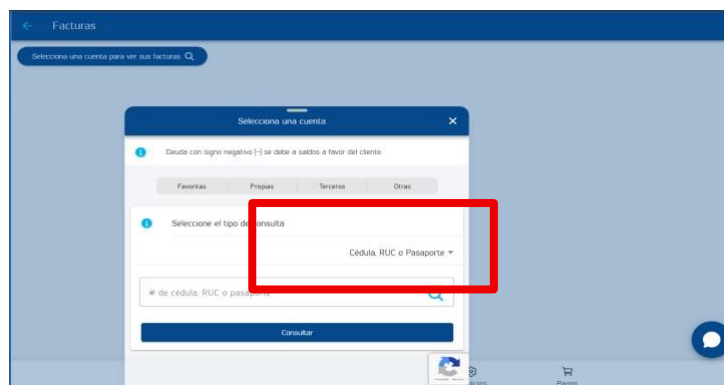 Facturas
Selecciona una cuenta para ver sus facturas
Selecciona una cuenta
Deuda con signo negativo (-) se debe a saldos a favor del cliente
Favoritas Propias Terceros Otras
Seleccione el tipo de consulta
Cédula, RUC o Pasaporte
# de cédula, RUC o pasaporte
Consultar
Pagos